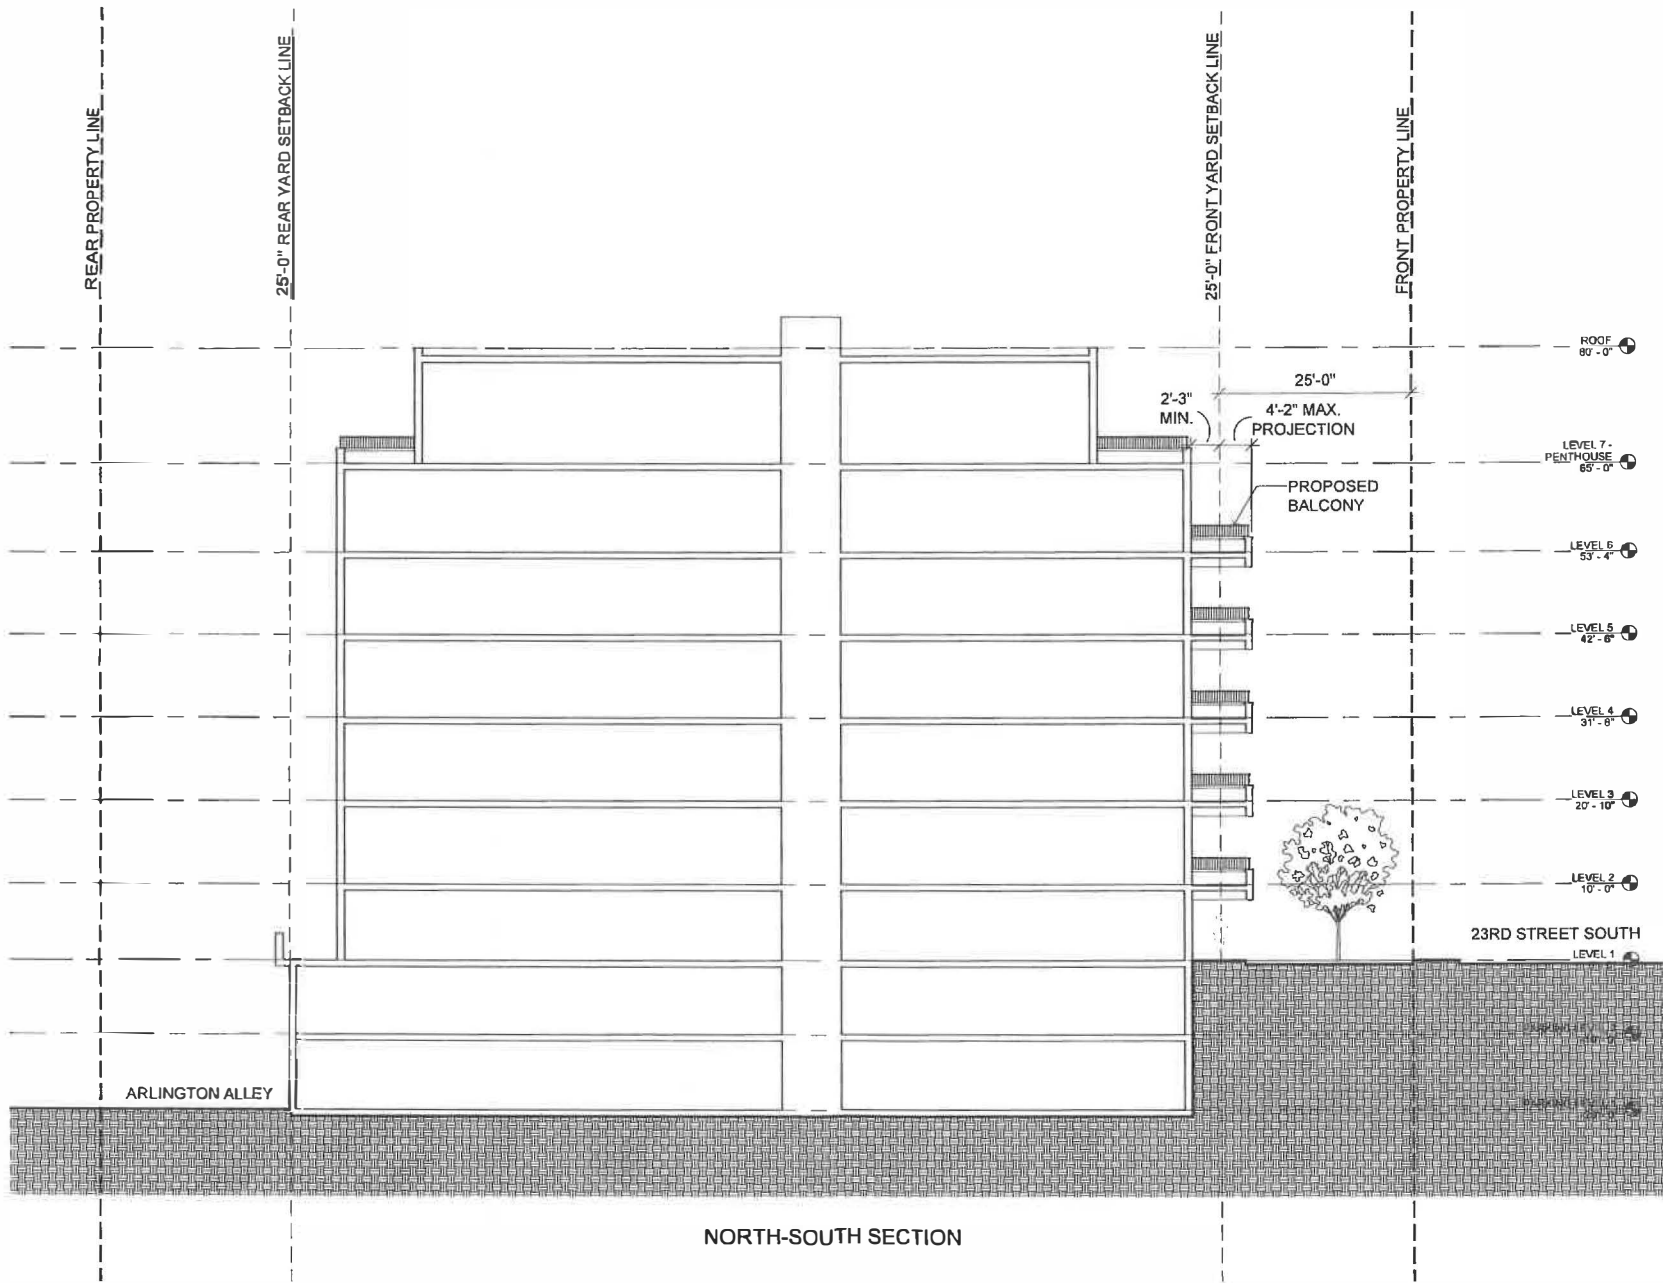 REAR PROPERTY LINE
25'-0" REAR YARD SETBACK LINE
25'-0" FRONT YARD SETBACK LINE
FRONT PROPERTY LINE
ROOF
80' - 0"
25'-0"
2'-3"
MIN.
4'-2" MAX.
PROJECTION
LEVEL 7 -
PENTHOUSE
65' - 0"
PROPOSED
BALCONY
LEVEL 6
53' - 4"
LEVEL 5
42' - 6"
LEVEL 4
31' - 8"
LEVEL 3
20' - 10"
LEVEL 2
10' - 0"
23RD STREET SOUTH
LEVEL 1
ARLINGTON ALLEY
PARKING LEVEL
NORTH-SOUTH SECTION